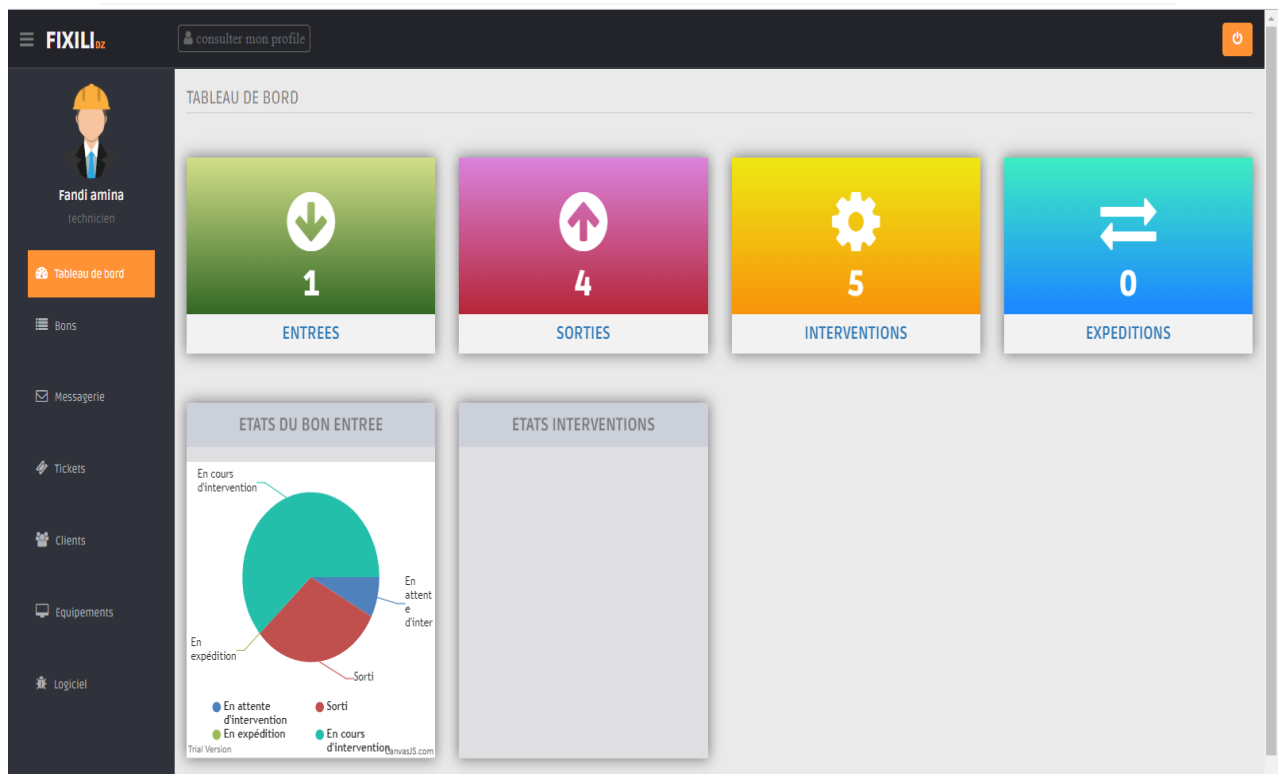 FIXILI DZ
consulter mon profile
Fandi amina
technicien
Tableau de bord
Bons
Messagerie
Tickets
Clients
Equipements
Logiciel
TABLEAU DE BORD
1
ENTREES
4
SORTIES
5
INTERVENTIONS
0
EXPEDITIONS
ETATS DU BON ENTREE
En cours
d'intervention
En
attent
e
d'inter
En
expédition
Sorti
En attente
d'intervention
Sorti
En expédition
En cours
d'intervention
Trial Version
CanvasJS.com
ETATS INTERVENTIONS